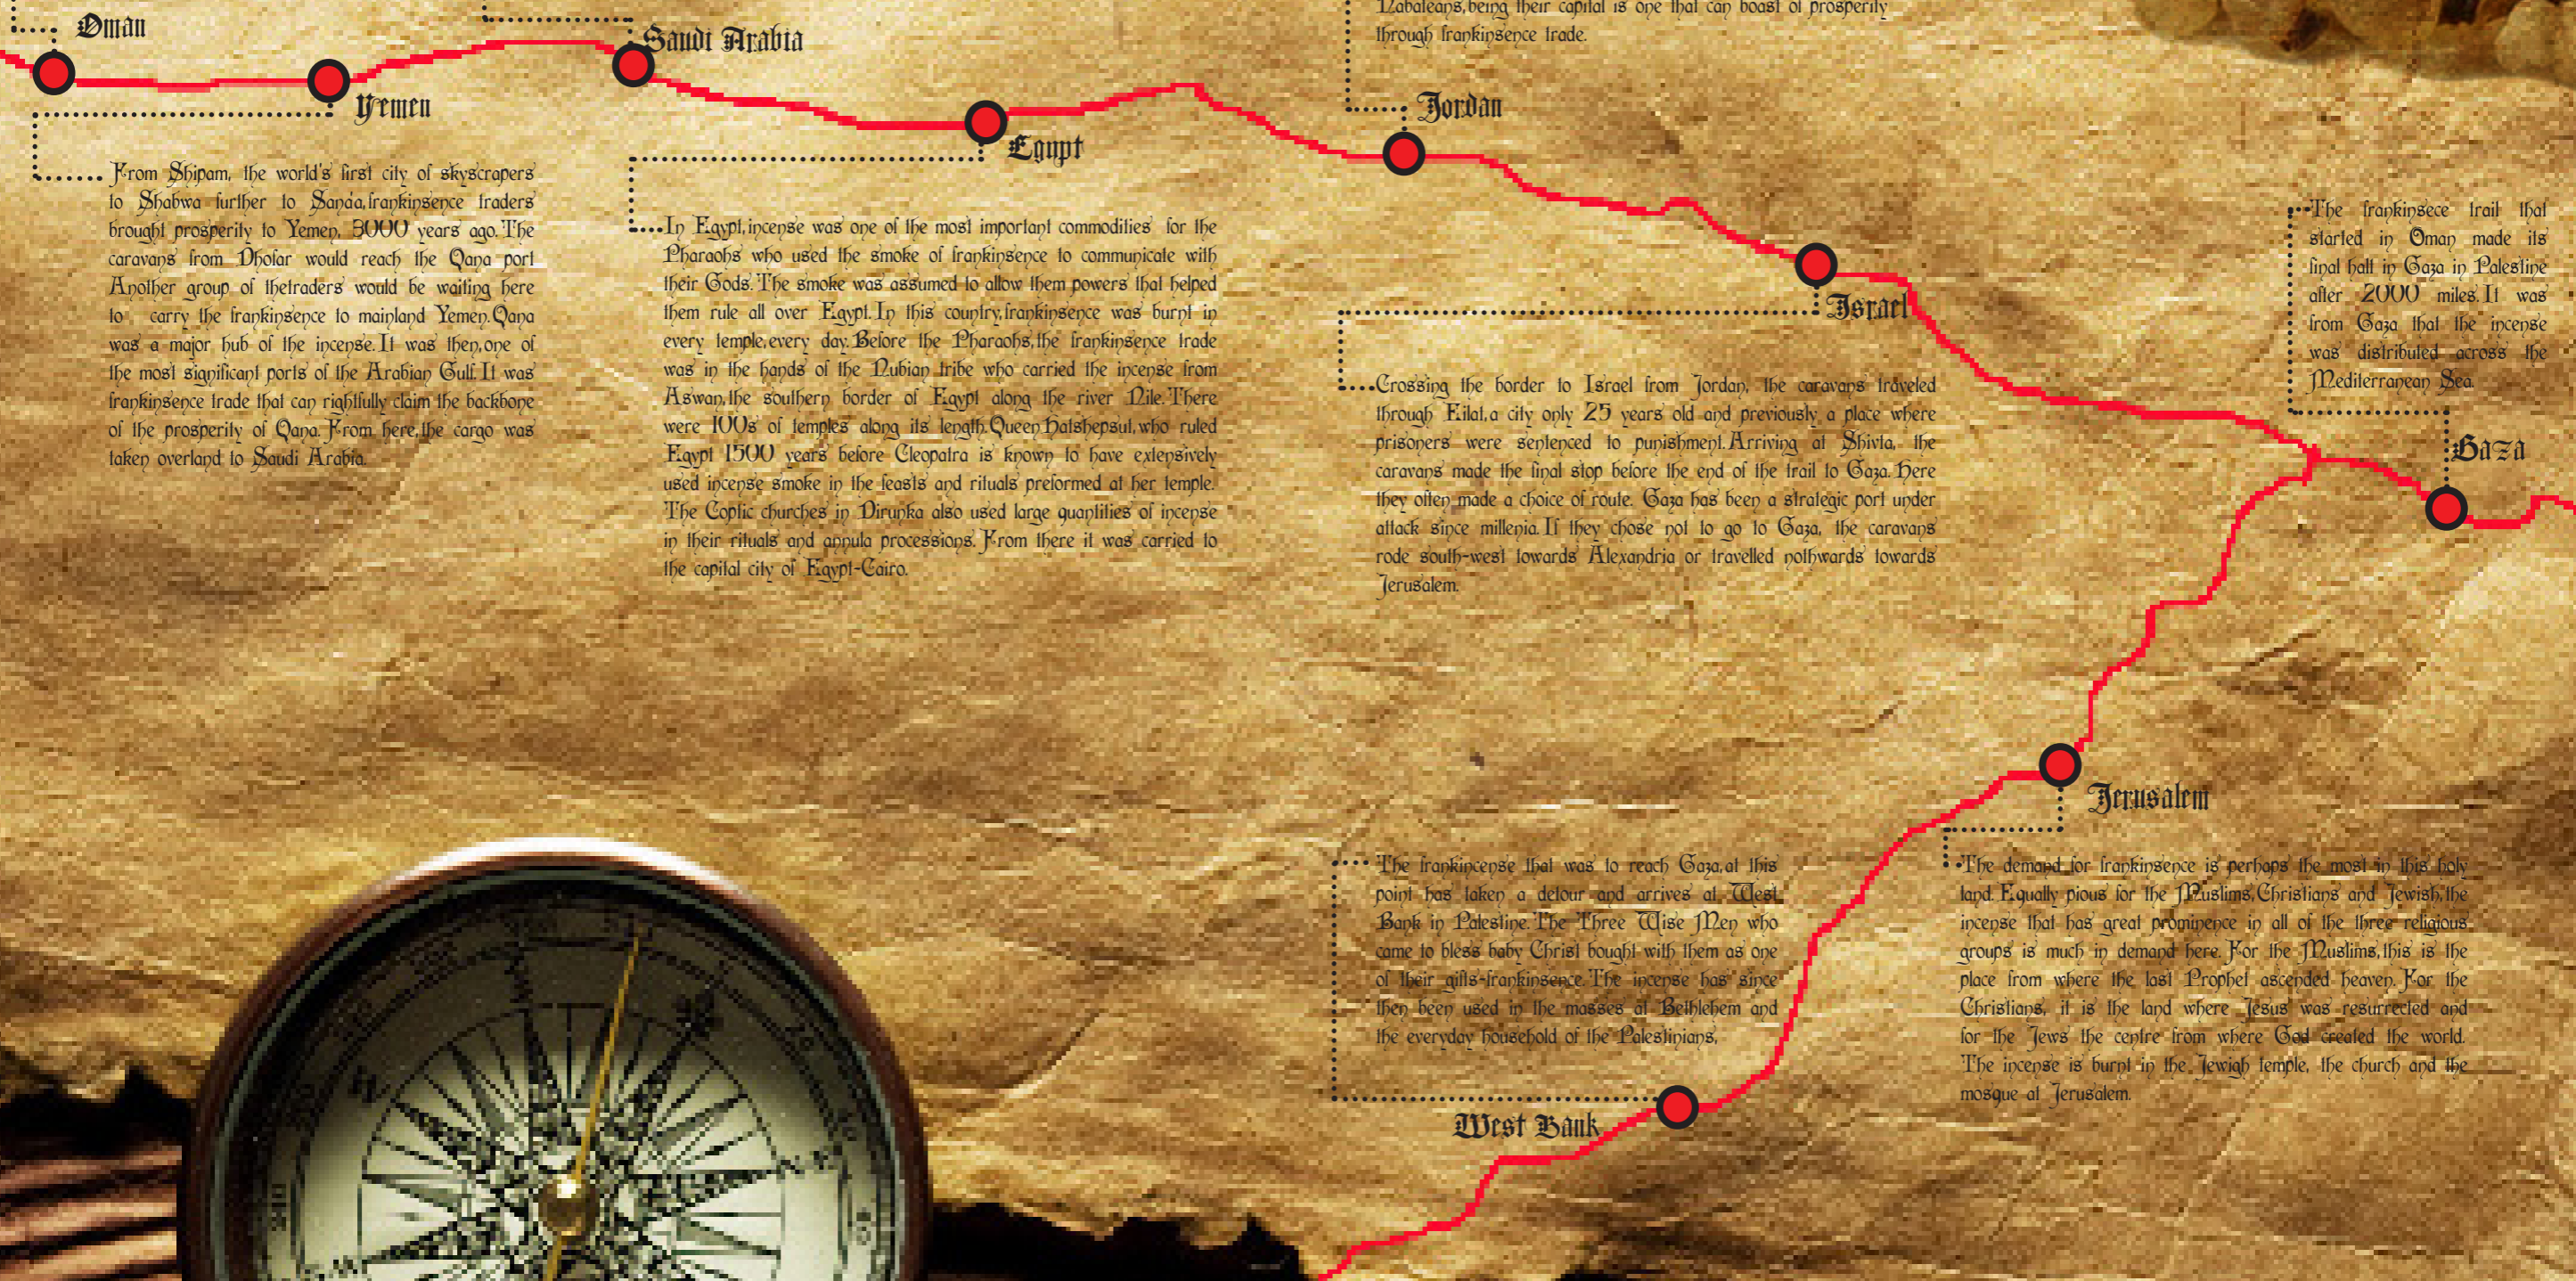 Oman
Saudi Arabia
Nabateans,being their capital is one that can boast of prosperity
through frankinsence trade.
Yemen
From Shipam, the world's first city of skyscrapers
to Shabwa further to Sana'a,frankinsence traders
brought prosperity to Yemen, 3000 years ago. The
caravans from Dhofar would reach the Qana port
Another group of thetraders would be waiting here
to carry the frankinsence to mainland Yemen.Qana
was a major hub of the incense.It was then,one of
the most significant ports of the Arabian Gulf.It was
frankinsence trade that can rightfully claim the backbone
of the prosperity of Qana. From here,the cargo was
taken overland to Saudi Arabia.
Egypt
In Egypt,incense was one of the most important commodities for the
Pharaohs who used the smoke of frankinsence to communicate with
their Gods.The smoke was assumed to allow them powers that helped
them rule all over Egypt.In this country,frankinsence was burnt in
every temple,every day.Before the Pharaohs,the frankinsence trade
was in the hands of the Nubian tribe who carried the incense from
Aswan,the southern border of Egypt along the river Nile.There
were 100s of temples along its length.Queen Hatshepsut,who ruled
Egypt 1500 years before Cleopatra is known to have extensively
used incense smoke in the feasts and rituals preformed at her temple.
The Coptic churches in Dirunka also used large quantities of incense
in their rituals and annula processions. From there it was carried to
the capital city of Egypt-Cairo.
Jordan
Israel
Crossing the border to Israel from Jordan, the caravans traveled
through Eilat,a city only 25 years old and previously a place where
prisoners were sentenced to punishment.Arriving at Shivta, the
caravans made the final stop before the end of the trail to Gaza. Here
they often made a choice of route. Gaza has been a strategic port under
attack since millenia.If they chose not to go to Gaza, the caravans
rode south-west towards Alexandria or travelled nothwards towards
Jerusalem.
The frankinsece trail that
started in Oman made its
final halt in Gaza in Palestine
after 2000 miles.It was
from Gaza that the incense
was distributed across the
Mediterranean Sea.
Gaza
Jerusalem
The frankincense that was to reach Gaza,at this
point has taken a detour and arrives at West
Bank in Palestine.The Three Wise Men who
came to bless baby Christ bought with them as one
of their gifts-frankinsence.The incense has since
then been used in the masses at Bethlehem and
the everyday household of the Palestinians,
West Bank
The demand for frankinsence is perhaps the most in this holy
land. Equally pious for the Muslims,Christians and Jewish,the
incense that has great prominence in all of the three religious
groups is much in demand here. For the Muslims,this is the
place from where the last Prophet ascended heaven. For the
Christians, it is the land where Jesus was resurrected and
for the Jews the centre from where God created the world.
The incense is burnt in the Jewigh temple, the church and the
mosque at Jerusalem.